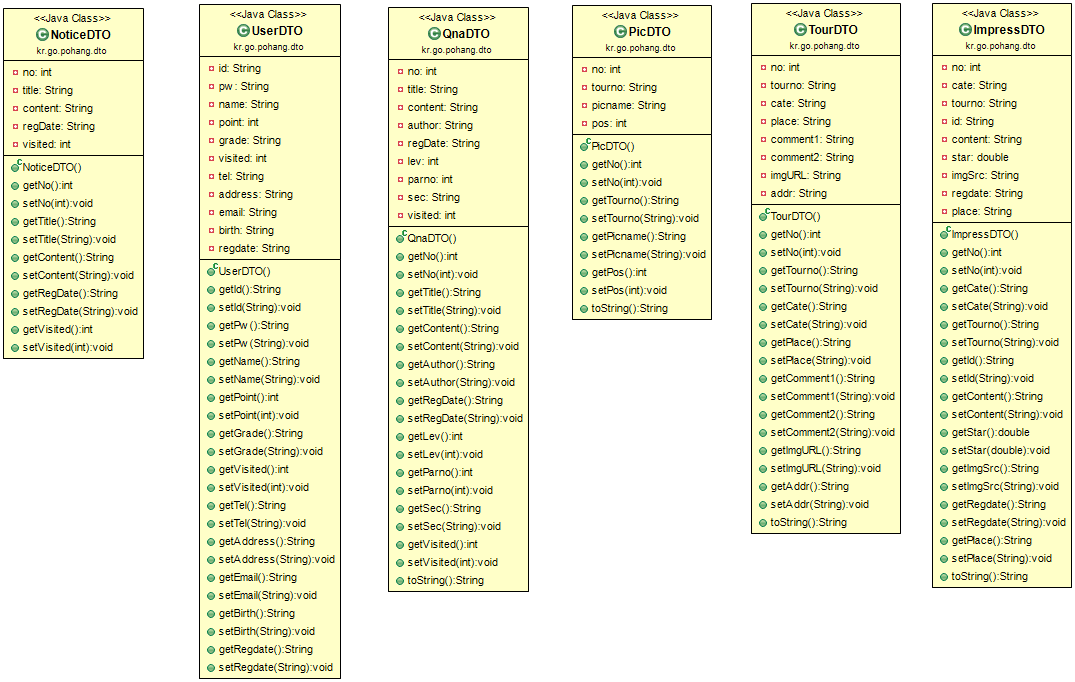 <<Java Class>>
NoticeDTO
kr.go.pohang.dto
no: int
title: String
content: String
regDate: String
visited: int
NoticeDTO()
getNo():int
setNo(int):void
getTitle():String
setTitle(String):void
getContent():String
setContent(String):void
getRegDate():String
setRegDate(String):void
getVisited():int
setVisited(int):void
<<Java Class>>
UserDTO
kr.go.pohang.dto
id: String
pw: String
name: String
point: int
grade: String
visited: int
tel: String
address: String
email: String
birth: String
regdate: String
UserDTO()
getId():String
setId(String):void
getPw():String
setPw(String):void
getName():String
setName(String):void
getPoint():int
setPoint(int):void
getGrade():String
setGrade(String):void
getVisited():int
setVisited(int):void
getTel():String
setTel(String):void
getAddress():String
setAddress(String):void
getEmail():String
setEmail(String):void
getBirth():String
setBirth(String):void
getRegdate():String
setRegdate(String):void
<<Java Class>>
QnaDTO
kr.go.pohang.dto
no: int
title: String
content: String
author: String
regDate: String
lev: int
parno: int
sec: String
visited: int
QnaDTO()
getNo():int
setNo(int):void
getTitle():String
setTitle(String):void
getContent():String
setContent(String):void
getAuthor():String
setAuthor(String):void
getRegDate():String
setRegDate(String):void
getLev():int
setLev(int):void
getParno():int
setParno(int):void
getSec():String
setSec(String):void
getVisited():int
setVisited(int):void
toString():String
<<Java Class>>
PicDTO
kr.go.pohang.dto
no: int
tourno: String
picname: String
pos: int
PicDTO()
getNo():int
setNo(int):void
getTourno():String
setTourno(String):void
getPicname():String
setPicname(String):void
getPos():int
setPos(int):void
toString():String
<<Java Class>>
TourDTO
kr.go.pohang.dto
no: int
tourno: String
cate: String
place: String
comment1: String
comment2: String
imgURL: String
addr: String
TourDTO()
getNo():int
setNo(int):void
getTourno():String
setTourno(String):void
getCate():String
setCate(String):void
getPlace():String
setPlace(String):void
getComment1():String
setComment1(String):void
getComment2():String
setComment2(String):void
getImgURL():String
setImgURL(String):void
getAddr():String
setAddr(String):void
toString():String
<<Java Class>>
ImpressDTO
kr.go.pohang.dto
no: int
cate: String
tourno: String
id: String
content: String
star: double
imgSrc: String
regdate: String
place: String
ImpressDTO()
getNo():int
setNo(int):void
getCate():String
setCate(String):void
getTourno():String
setTourno(String):void
getId():String
setId(String):void
getContent():String
setContent(String):void
getStar():double
setStar(double):void
getImgSrc():String
setImgSrc(String):void
getRegdate():String
setRegdate(String):void
getPlace():String
setPlace(String):void
toString():String